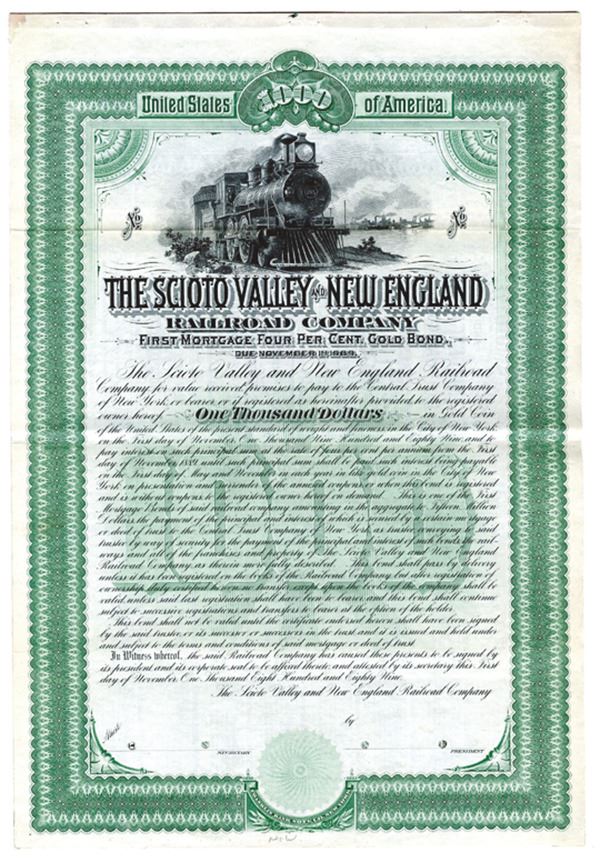 United States 1000 of America.
No. No.
THE SCIOTO VALLEY AND NEW ENGLAND
RAILROAD COMPANY
FIRST MORTGAGE FOUR PER CENT. GOLD BOND.
DUE NOVEMBER 1st 1989.
The Scioto Valley and New England Railroad
Company for value received, promises to pay to the Central Trust Company
of New York, or bearer, or if registered as hereinafter provided to the registered
owner hereof, One Thousand Dollars in Gold Coin
of the United States of the present standard of weight and fineness in the City of New York
on the First day of November, One Thousand Nine Hundred and Eighty Nine and to
pay interest on such principal sum at the rate of four per cent per annum from the First
day of November 1889, until such principal sum shall be paid, such interest being payable
on the First day of May and November in each year in like gold coin in the City of New
York on presentation and surrender of the annexed coupons or when this bond is registered
and is without coupons to the registered owner hereof on demand. This is one of the First
Mortgage Bonds of said railroad company amounting in the aggregate to Fifteen Million
Dollars, the payment of the principal and interest of which is secured by a certain mortgage
or deed of trust to the Central Trust Company of New York, as trustee, conveying to said
trustee by way of security for the payment of the principal and interest of such bonds the rail-
ways and all of the franchises and property of The Scioto Valley and New England
Railroad Company, as therein more fully described. This bond shall pass by delivery
unless it has been registered on the books of the Railroad Company, but after registration of
ownership, duly certified hereon, no transfer, except upon the books of the company shall be
valid, unless said last registration shall have been to bearer, and this bond shall continue
subject to successive registrations and transfers to bearer at the option of the holder.
This bond shall not be valid until the certificate endorsed hereon shall have been signed
by the said trustee, or its successor or successors in the trust, and it is issued and held under
and subject to the terms and conditions of said mortgage or deed of trust.
In Witness whereof, the said Railroad Company has caused these presents to be signed by
its president and its corporate seal to be affixed thereto and attested by its secretary this First
day of November, One Thousand Eight Hundred and Eighty Nine.
The Scioto Valley and New England Railroad Company
by
Attest
SECRETARY PRESIDENT